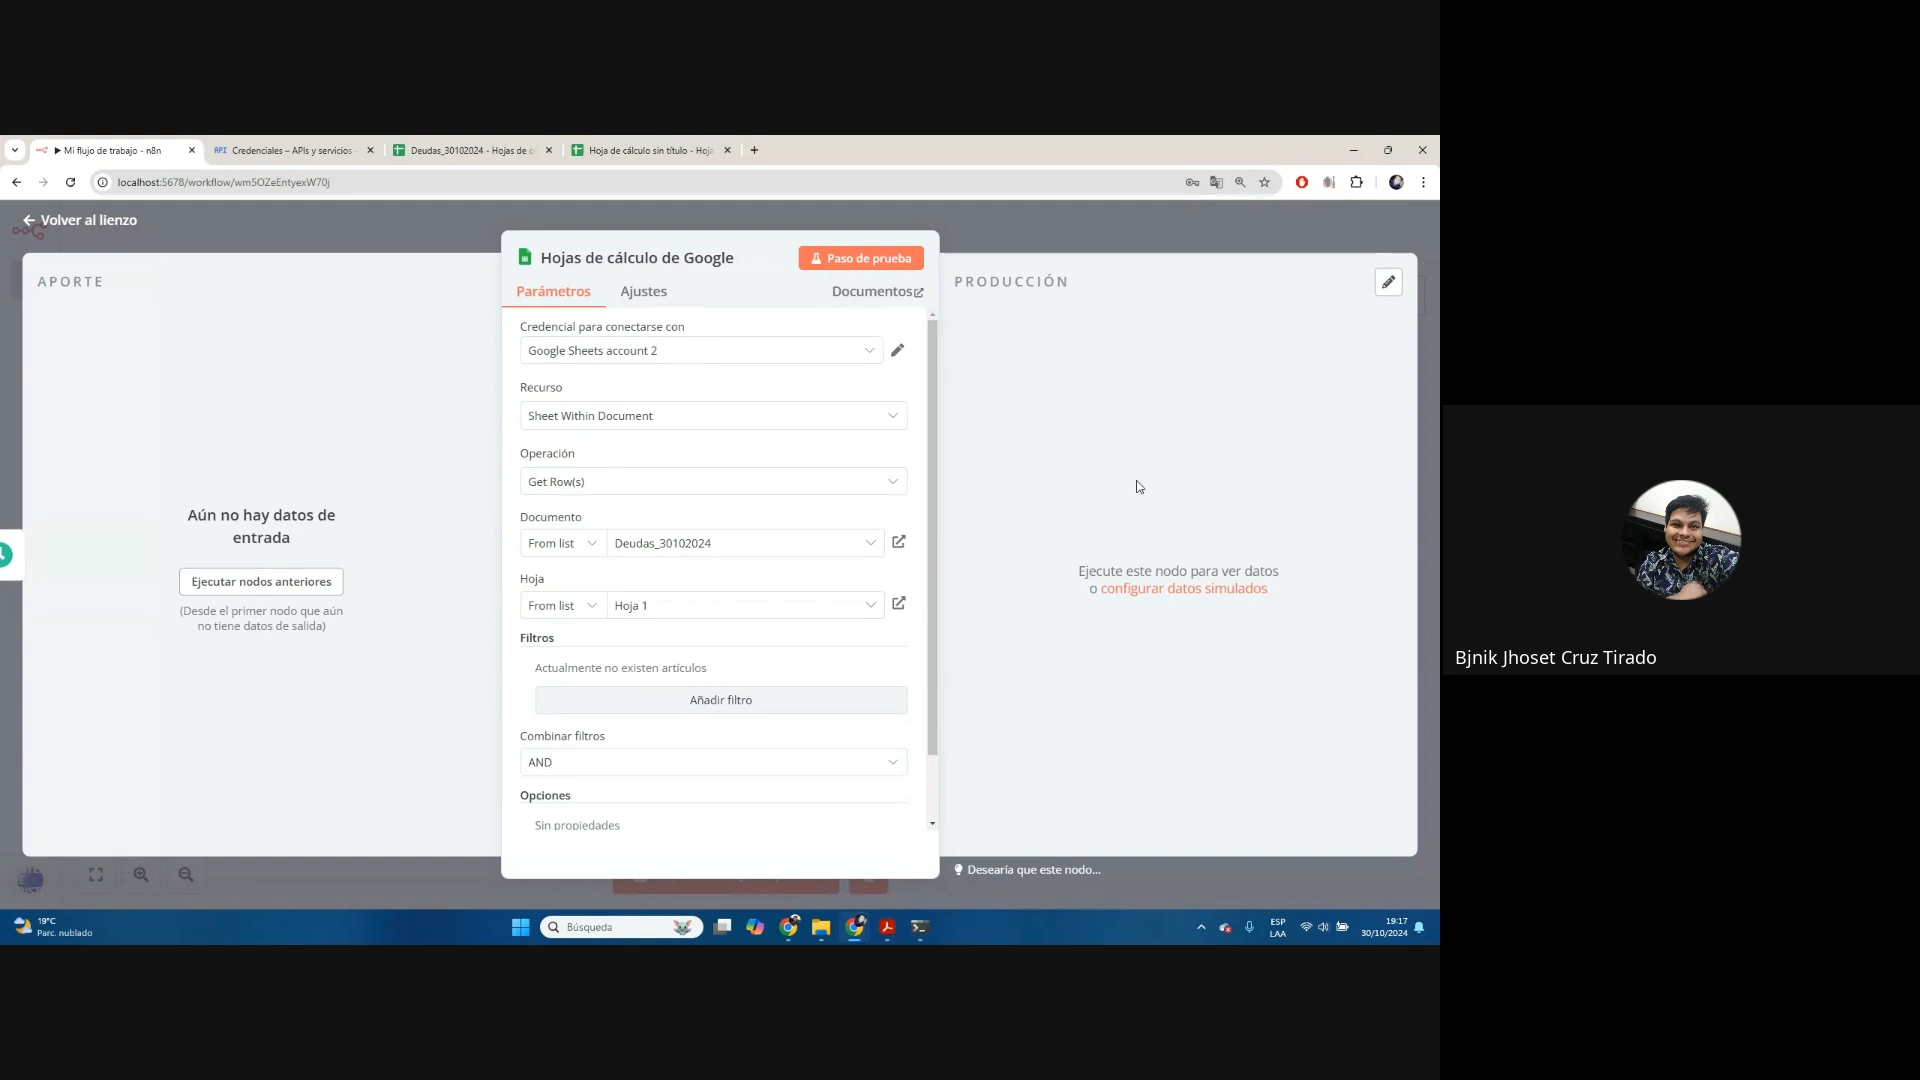 Mi flujo de trabajo - n8n
API Credenciales – APIs y servicios
Deudas_30102024 - Hojas de c
Hoja de cálculo sin título - Hoja
localhost:5678/workflow/wm5OZeEntyexW70j
Volver al lienzo
APORTE
Aún no hay datos de
entrada
Ejecutar nodos anteriores
(Desde el primer nodo que aún
no tiene datos de salida)
Hojas de cálculo de Google
Paso de prueba
Parámetros
Ajustes
Documentos
Credencial para conectarse con
Google Sheets account 2
Recurso
Sheet Within Document
Operación
Get Row(s)
Documento
From list
Deudas_30102024
Hoja
From list
Hoja 1
Filtros
Actualmente no existen artículos
Añadir filtro
Combinar filtros
AND
Opciones
Sin propiedades
PRODUCCIÓN
Ejecute este nodo para ver datos
o configurar datos simulados
Desearía que este nodo...
19°C
Parc. nublado
Búsqueda
ESP
LAA
19:17
30/10/2024
Bjnik Jhoset Cruz Tirado